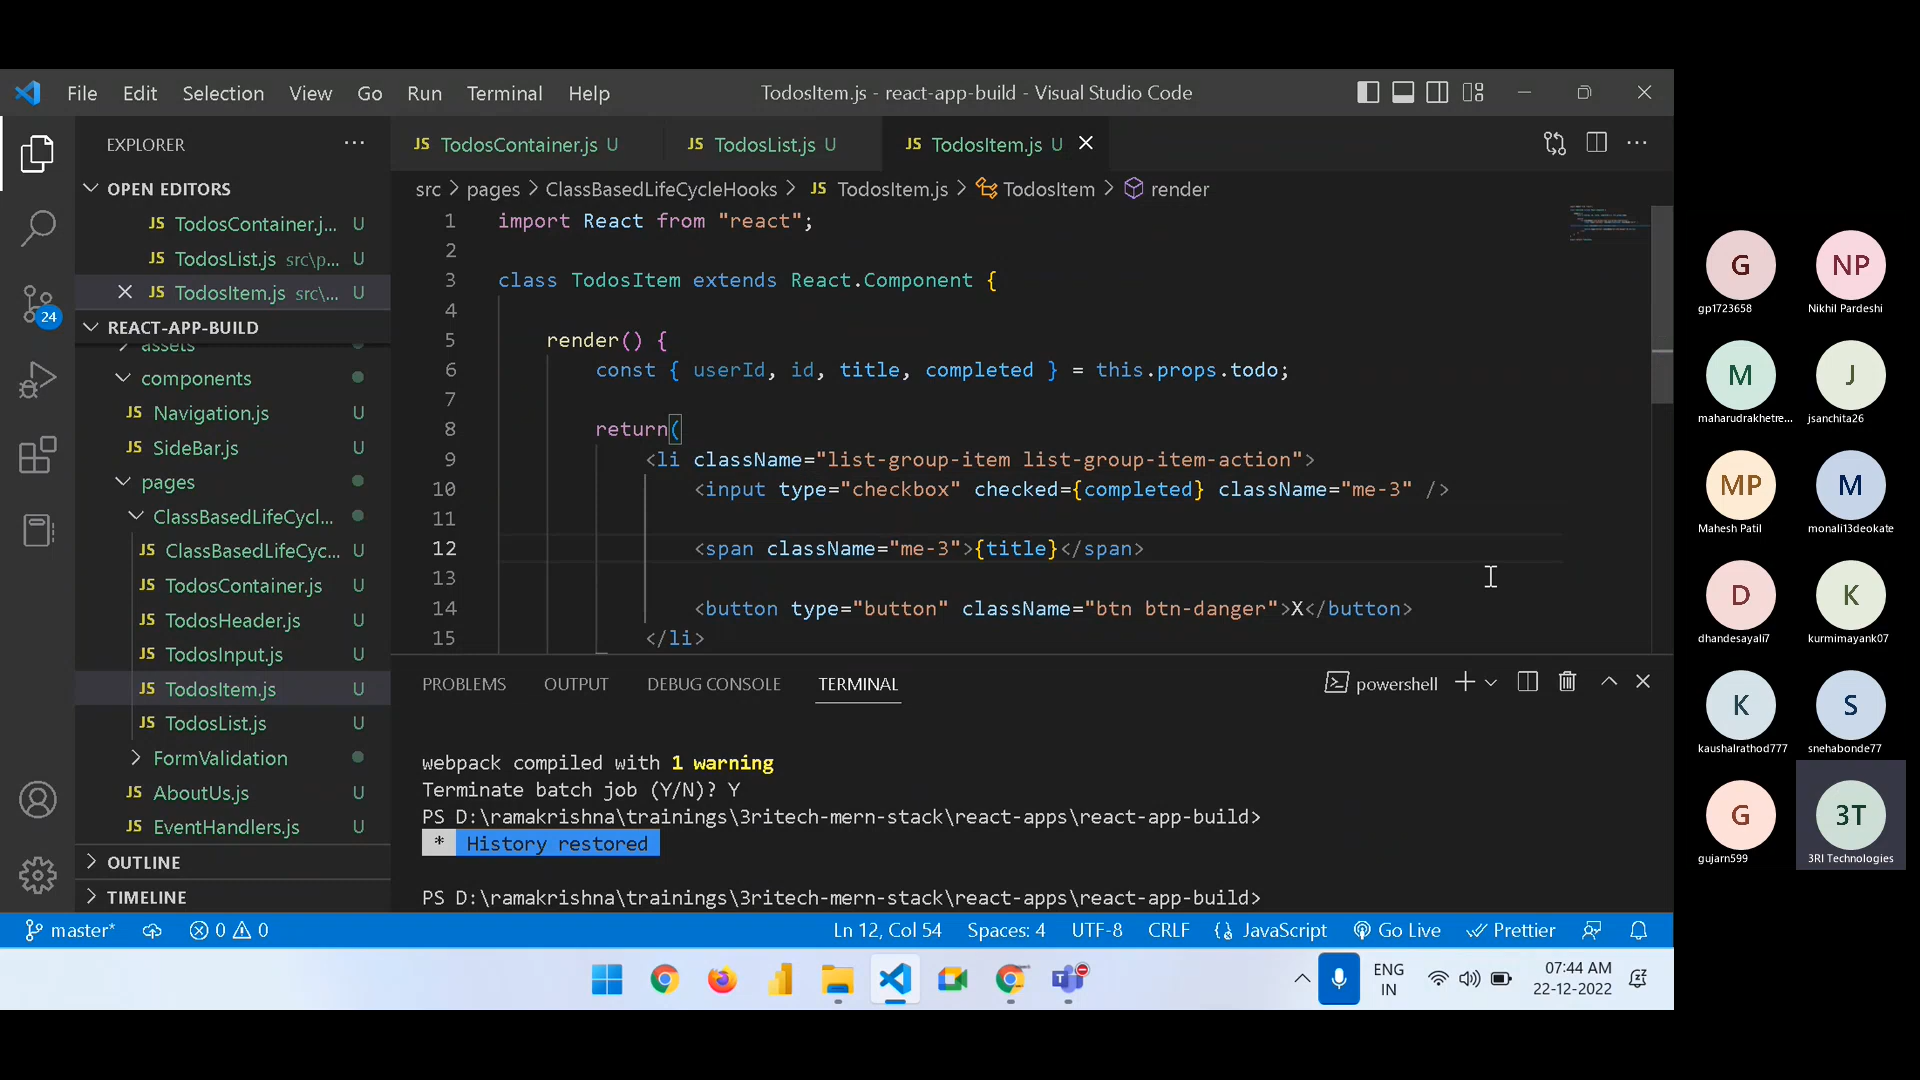 File Edit Selection View Go Run Terminal Help
TodosItem.js - react-app-build - Visual Studio Code
EXPLORER
OPEN EDITORS
JS TodosContainer.j... U
JS TodosList.js src\p... U
JS TodosItem.js src\... U
24
REACT-APP-BUILD
assets
components
JS Navigation.js U
JS SideBar.js U
pages
ClassBasedLifeCycl...
JS ClassBasedLifeCyc... U
JS TodosContainer.js U
JS TodosHeader.js U
JS TodosInput.js U
JS TodosItem.js U
JS TodosList.js U
FormValidation
JS AboutUs.js U
JS EventHandlers.js U
OUTLINE
TIMELINE
JS TodosContainer.js U JS TodosList.js U JS TodosItem.js U
src > pages > ClassBasedLifeCycleHooks > JS TodosItem.js > TodosItem > render
1 import React from "react";
2
3 class TodosItem extends React.Component {
4
5 render() {
6 const { userId, id, title, completed } = this.props.todo;
7
8 return(
9 <li className="list-group-item list-group-item-action">
10 <input type="checkbox" checked={completed} className="me-3" />
11
12 <span className="me-3">{title}</span>
13
14 <button type="button" className="btn btn-danger">X</button>
15 </li>
PROBLEMS OUTPUT DEBUG CONSOLE TERMINAL powershell
webpack compiled with 1 warning
Terminate batch job (Y/N)? Y
PS D:\ramakrishna\trainings\3ritech-mern-stack\react-apps\react-app-build>
* History restored
PS D:\ramakrishna\trainings\3ritech-mern-stack\react-apps\react-app-build>
master* 0 0 Ln 12, Col 54 Spaces: 4 UTF-8 CRLF JavaScript Go Live Prettier
ENG
IN
07:44 AM
22-12-2022
G NP
gp1723658 Nikhil Pardeshi
M J
maharudrakhetre... jsanchita26
MP M
Mahesh Patil monali13deokate
D K
dhandesayali7 kurmimayank07
K S
kaushalrathod777 snehabonde77
G 3T
gujarn599 3RI Technologies